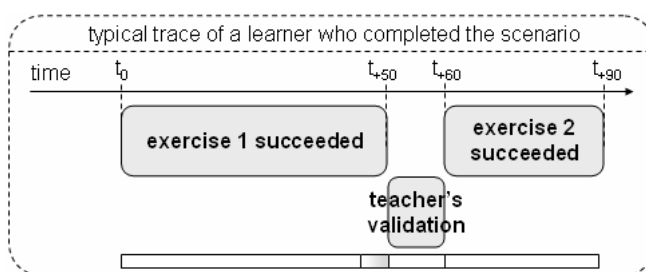 typical trace of a learner who completed the scenario
time t0 t+50 t+60 t+90
exercise 1 succeeded
exercise 2
succeeded
teacher's
validation